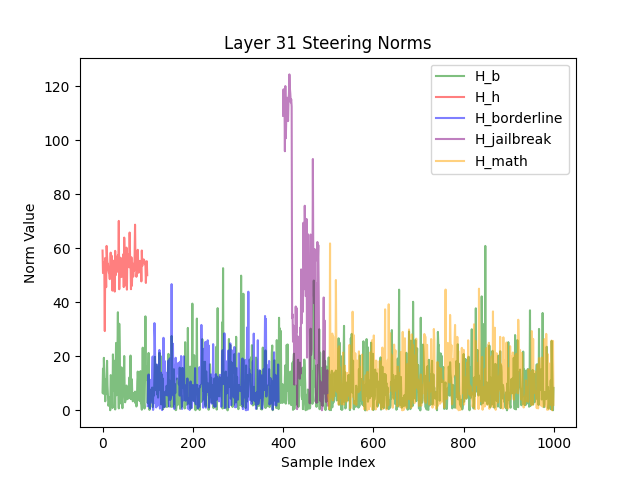 Layer 31 Steering Norms
H_b
H_h
H_borderline
H_jailbreak
H_math
Norm Value
120
100
80
60
40
20
0
0 200 400 600 800 1000
Sample Index